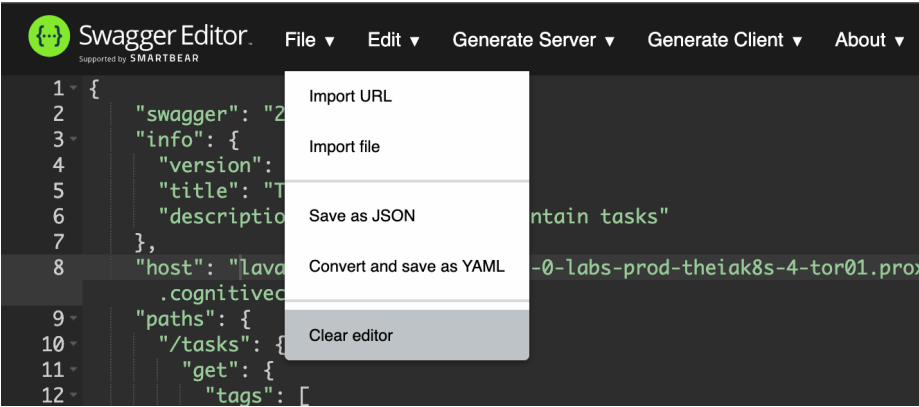 Swagger Editor.
Supported by SMARTBEAR
File ▾ Edit ▾ Generate Server ▾ Generate Client ▾ About ▾
Import URL
Import file
Save as JSON
Convert and save as YAML
Clear editor
1 {
2 "swagger": "2
3 "info": {
4 "version":
5 "title": "T
6 "descriptio ntain tasks"
7 },
8 "host": "lava -0-labs-prod-theiak8s-4-tor01.prox
.cognitivec
9 "paths": {
10 "/tasks": {
11 "get": {
12 "tags": [